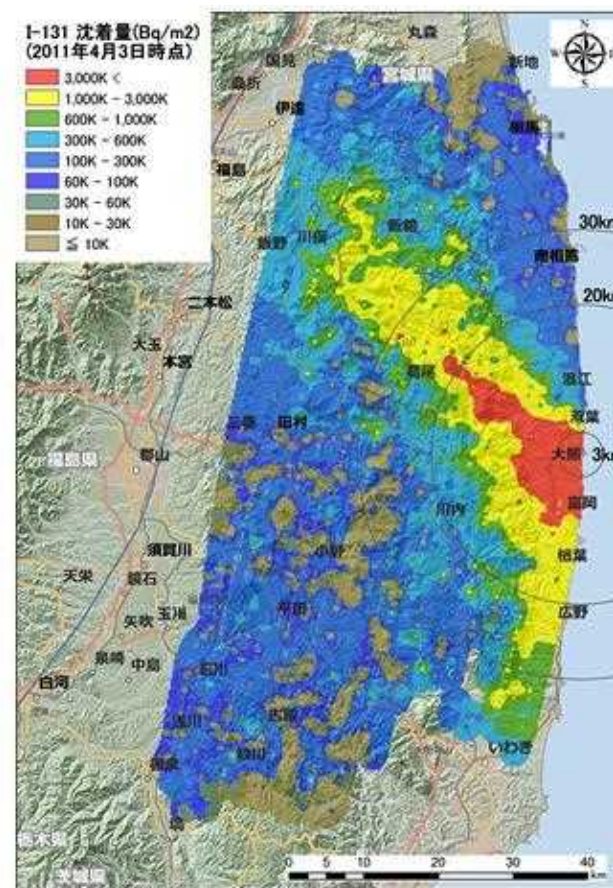 I-131 沈着量(Bq/m2)
(2011年4月3日時点)
3,000K <
1,000K - 3,000K
600K - 1,000K
300K - 600K
100K - 300K
60K - 100K
30K - 60K
10K - 30K
≦ 10K
N
W
S
丸森
国見
新地
宮城県
桑折
伊達
相馬
福島
30km
飯野
川俣
飯舘
南相馬
20km
二本松
大玉
本宮
葛尾
浪江
双葉
三春
田村
郡山
福島県
大熊
3km
富岡
川内
須賀川
小野
楢葉
天栄
鏡石
平田
広野
矢吹
玉川
泉崎
中島
石川
白河
浅川
古殿
いわき
鮫川
棚倉
塙
栃木県
茨城県
0 5 10 20 30 40
km